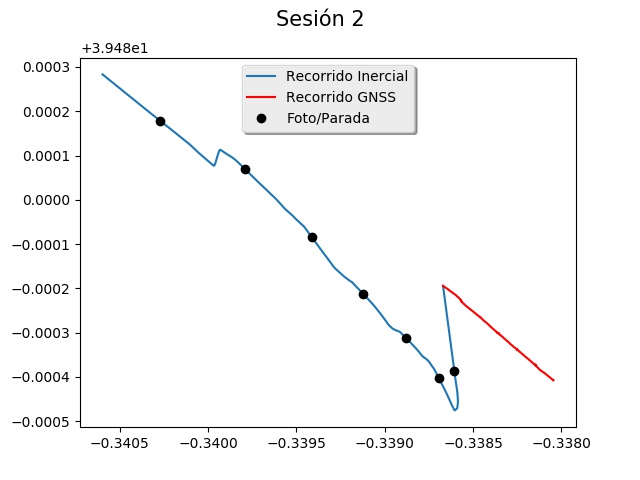 Sesión 2
+3.948e1
Recorrido Inercial
Recorrido GNSS
Foto/Parada
0.0003
0.0002
0.0001
0.0000
−0.0001
−0.0002
−0.0003
−0.0004
−0.0005
−0.3405 −0.3400 −0.3395 −0.3390 −0.3385 −0.3380